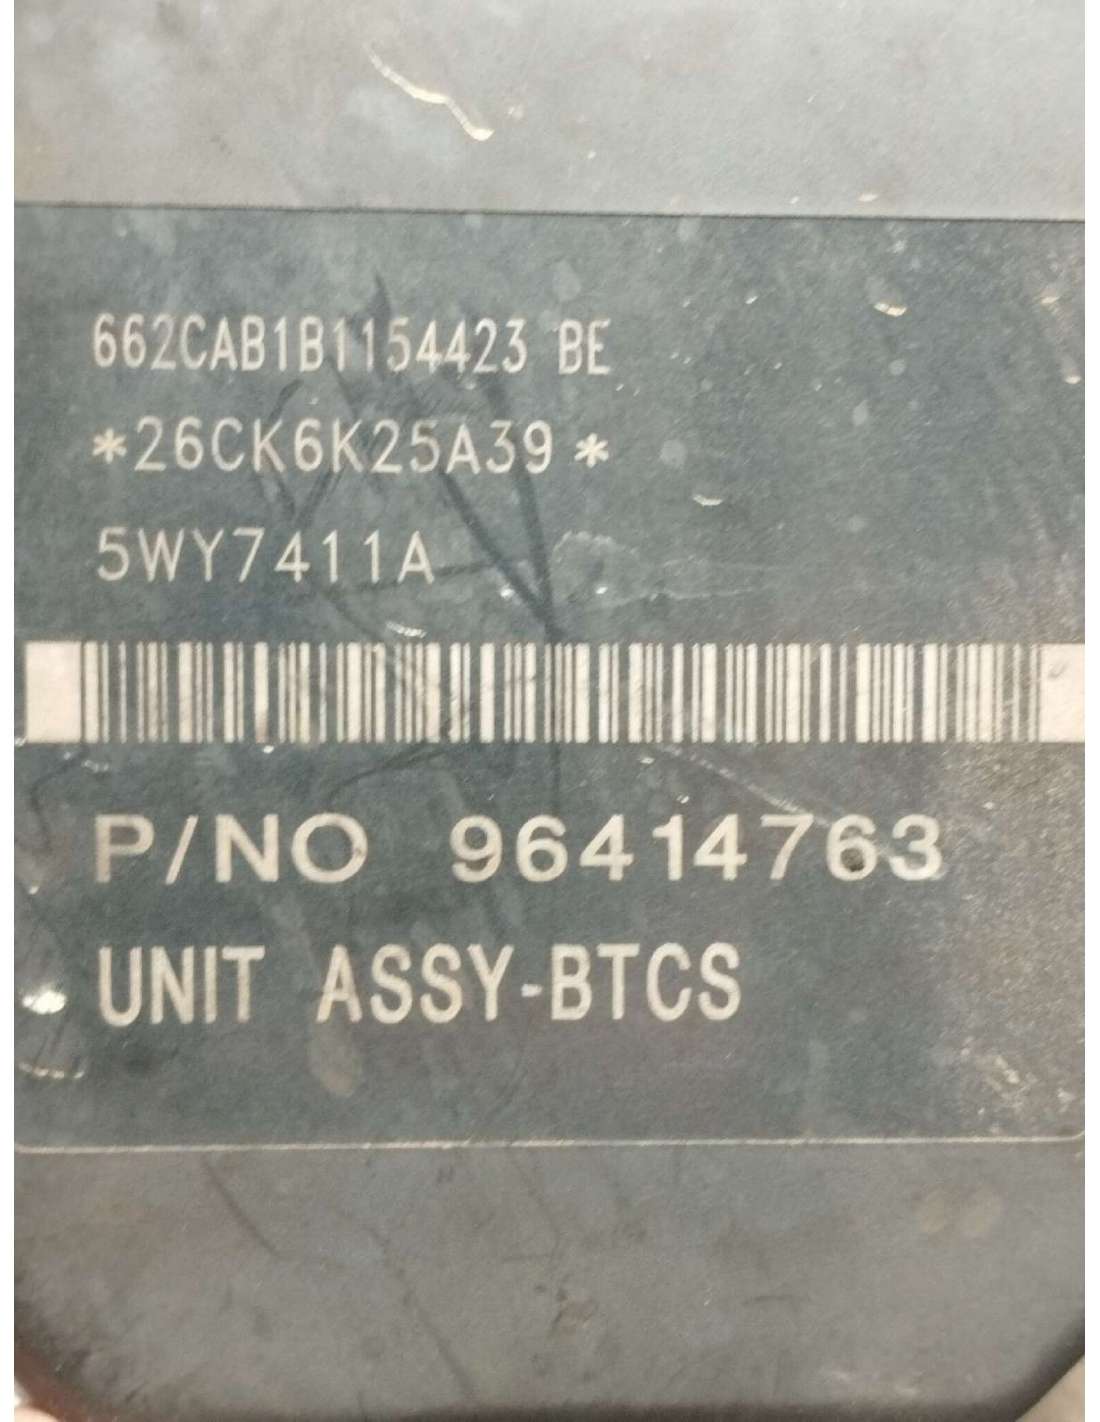 662CAB1B1154423 BE
*26CK6K25A39*
5WY7411A
P/NO 96414763
UNIT ASSY-BTCS